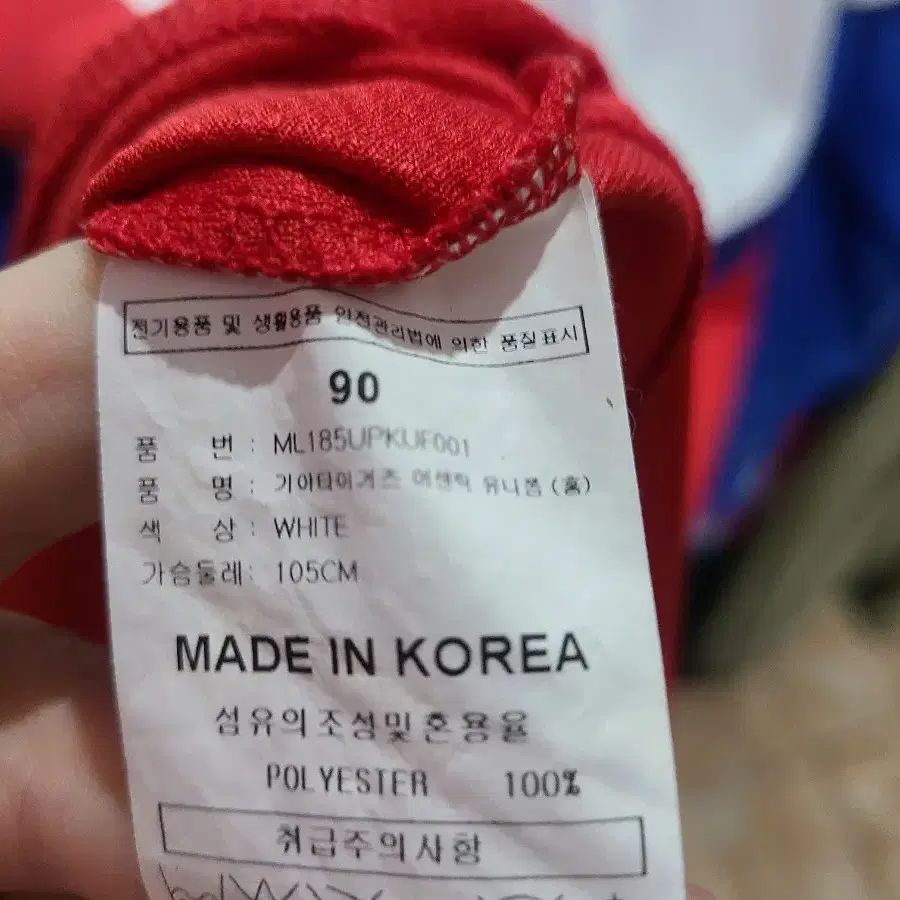 전기용품 및 생활용품 안전관리법에 의한 품질표시
90
품 번 : ML185UPKUF001
품 명 : 기아타이거즈 어센틱 유니폼 (홈)
색 상 : WHITE
가슴둘레: 105CM
MADE IN KOREA
섬유의조성및혼용율
POLYESTER 100%
취급주의사항